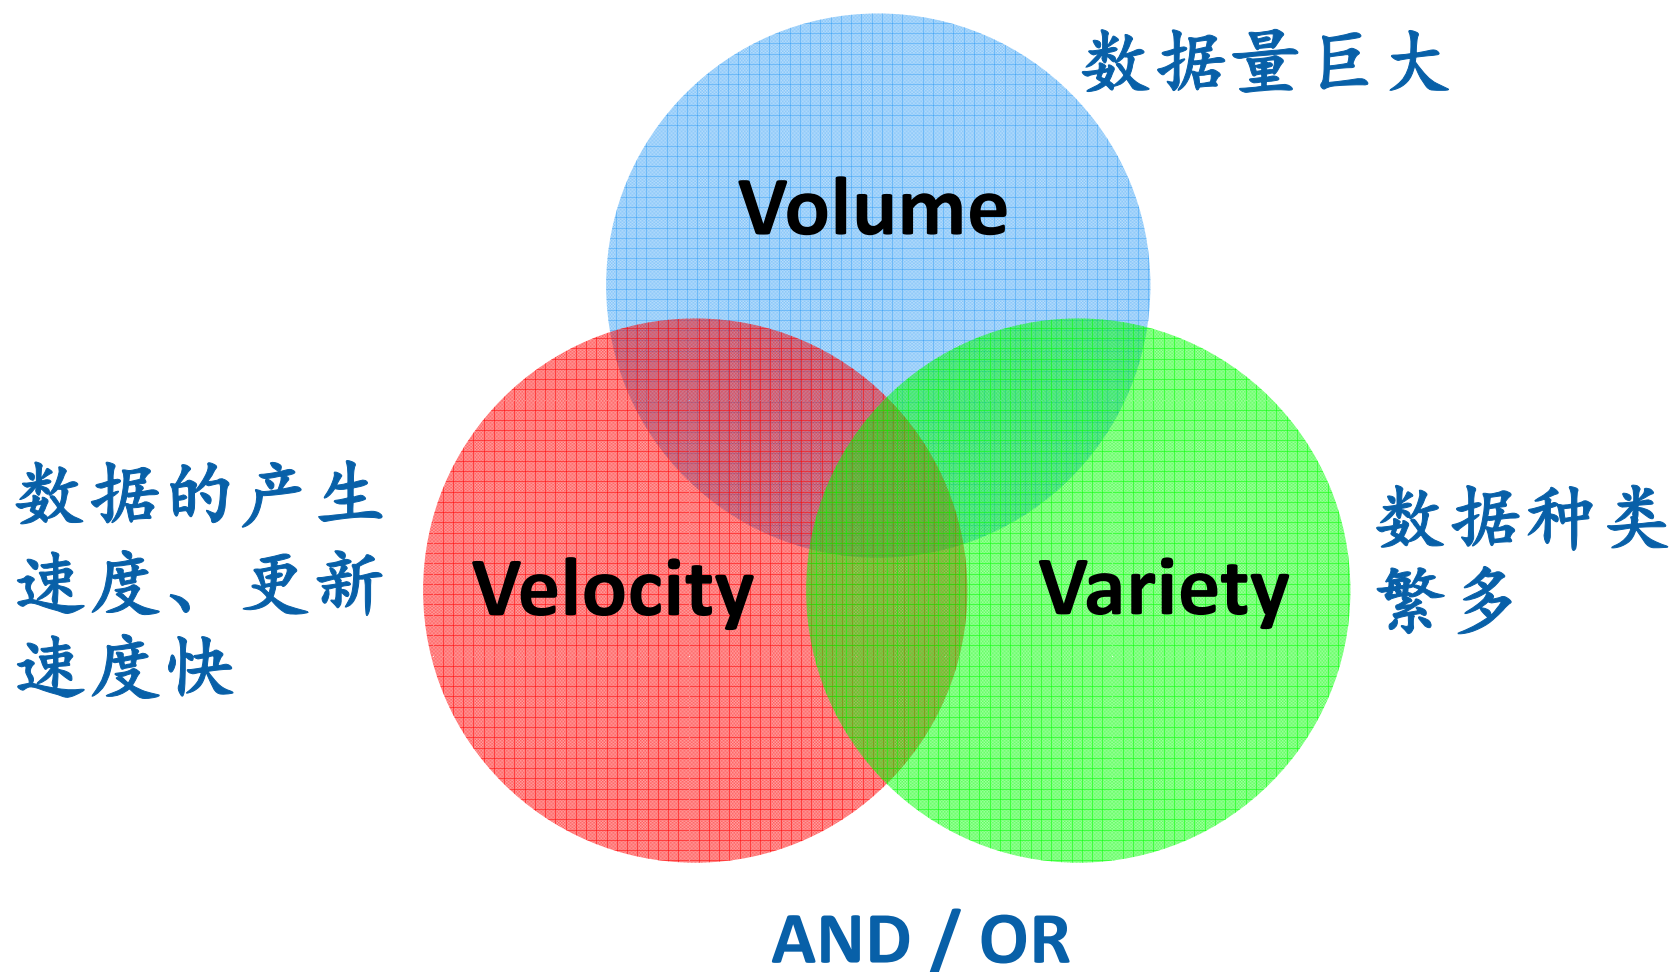 数据量巨大
Volume
数据的产生
速度、更新
速度快
Velocity
Variety
数据种类
繁多
AND / OR